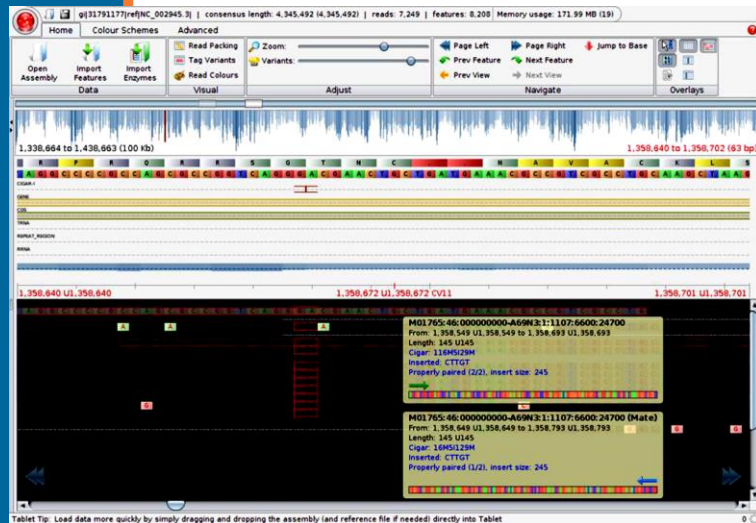 gi|31791177|ref|NC_002945.3| | consensus length: 4,345,492 (4,345,492) | reads: 7,249 | features: 8,208 Memory usage: 171.99 MB (19)
Home Colour Schemes Advanced
Open Assembly
Import Features
Import Enzymes
Data
Read Packing
Tag Variants
Read Colours
Visual
Zoom:
Variants:
Adjust
Page Left Page Right Jump to Base
Prev Feature Next Feature
Prev View Next View
Navigate
Overlays
1,338,664 to 1,438,663 (100 Kb) 1,358,640 to 1,358,702 (63 bp)
CIGAR-I
GENE
CDS
TRNA
REPEAT_REGION
RRNA
1,358,640 U1,358,640 1,358,672 U1,358,672 CV11 1,358,701 U1,358,701
A A A
G
G G
M01765:46:000000000-A69N3:1:1107:6600:24700
From: 1,358,549 U1,358,549 to 1,358,693 U1,358,693
Length: 145 U145
Cigar: 116M5I29M
Inserted: CTTGT
Properly paired (2/2), insert size: 245
M01765:46:000000000-A69N3:1:1107:6600:24700 (Mate)
From: 1,358,649 U1,358,649 to 1,358,793 U1,358,793
Length: 145 U145
Cigar: 16M5I129M
Inserted: CTTGT
Properly paired (1/2), insert size: 245
Tablet Tip: Load data more quickly by simply dragging and dropping the assembly (and reference file if needed) directly into Tablet